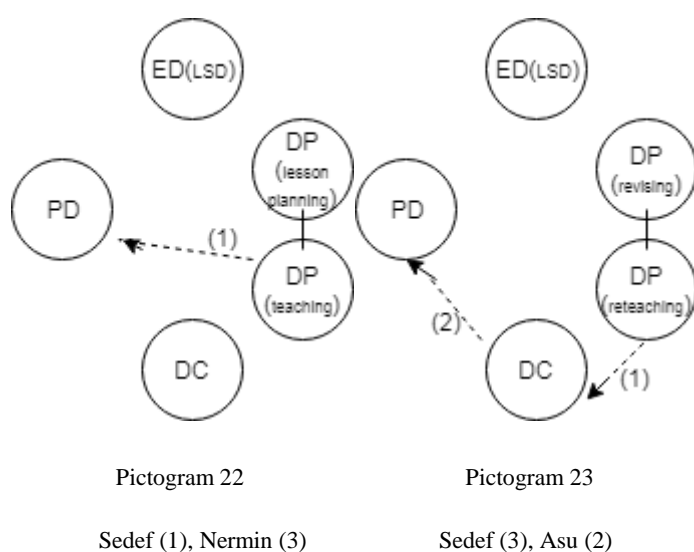 ED(LSD)
DP
(lesson
planning)
PD
(1)
DP
(teaching)
DC
ED(LSD)
DP
(revising)
PD
DP
(reteaching)
(2)
DC
(1)
Pictogram 22
Pictogram 23
Sedef (1), Nermin (3)
Sedef (3), Asu (2)